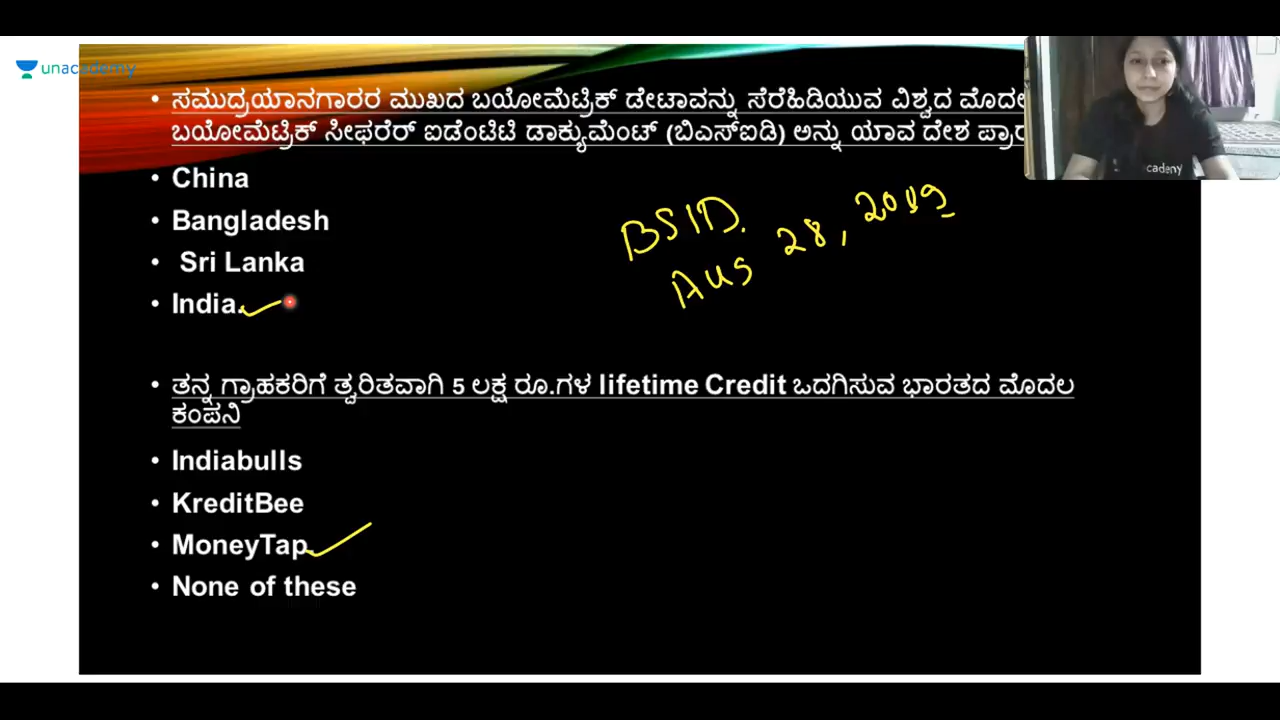 unacademy
• ಸಮುದ್ರಯಾನಗಾರರ ಮುಖದ ಬಯೋಮೆಟ್ರಿಕ್ ಡೇಟಾವನ್ನು ಸೆರೆಹಿಡಿಯುವ ವಿಶ್ವದ
ಬಯೋಮೆಟ್ರಿಕ್ ಸೀಫರೆರ್ ಐಡೆಂಟಿಟಿ ಡಾಕ್ಯುಮೆಂಟ್ (ಬಿಎಸ್ಐಡಿ) ಅನ್ನು ಯಾವ ದೇಶ
• China
• Bangladesh
• Sri Lanka
• India.
BSID.
Aug 28, 2019
• ತನ್ನ ಗ್ರಾಹಕರಿಗೆ ತ್ವರಿತವಾಗಿ 5 ಲಕ್ಷ ರೂ.ಗಳ lifetime Credit ಒದಗಿಸುವ ಭಾರತದ ಮೊದಲ
ಕಂಪನಿ
• Indiabulls
• KreditBee
• MoneyTap
• None of these